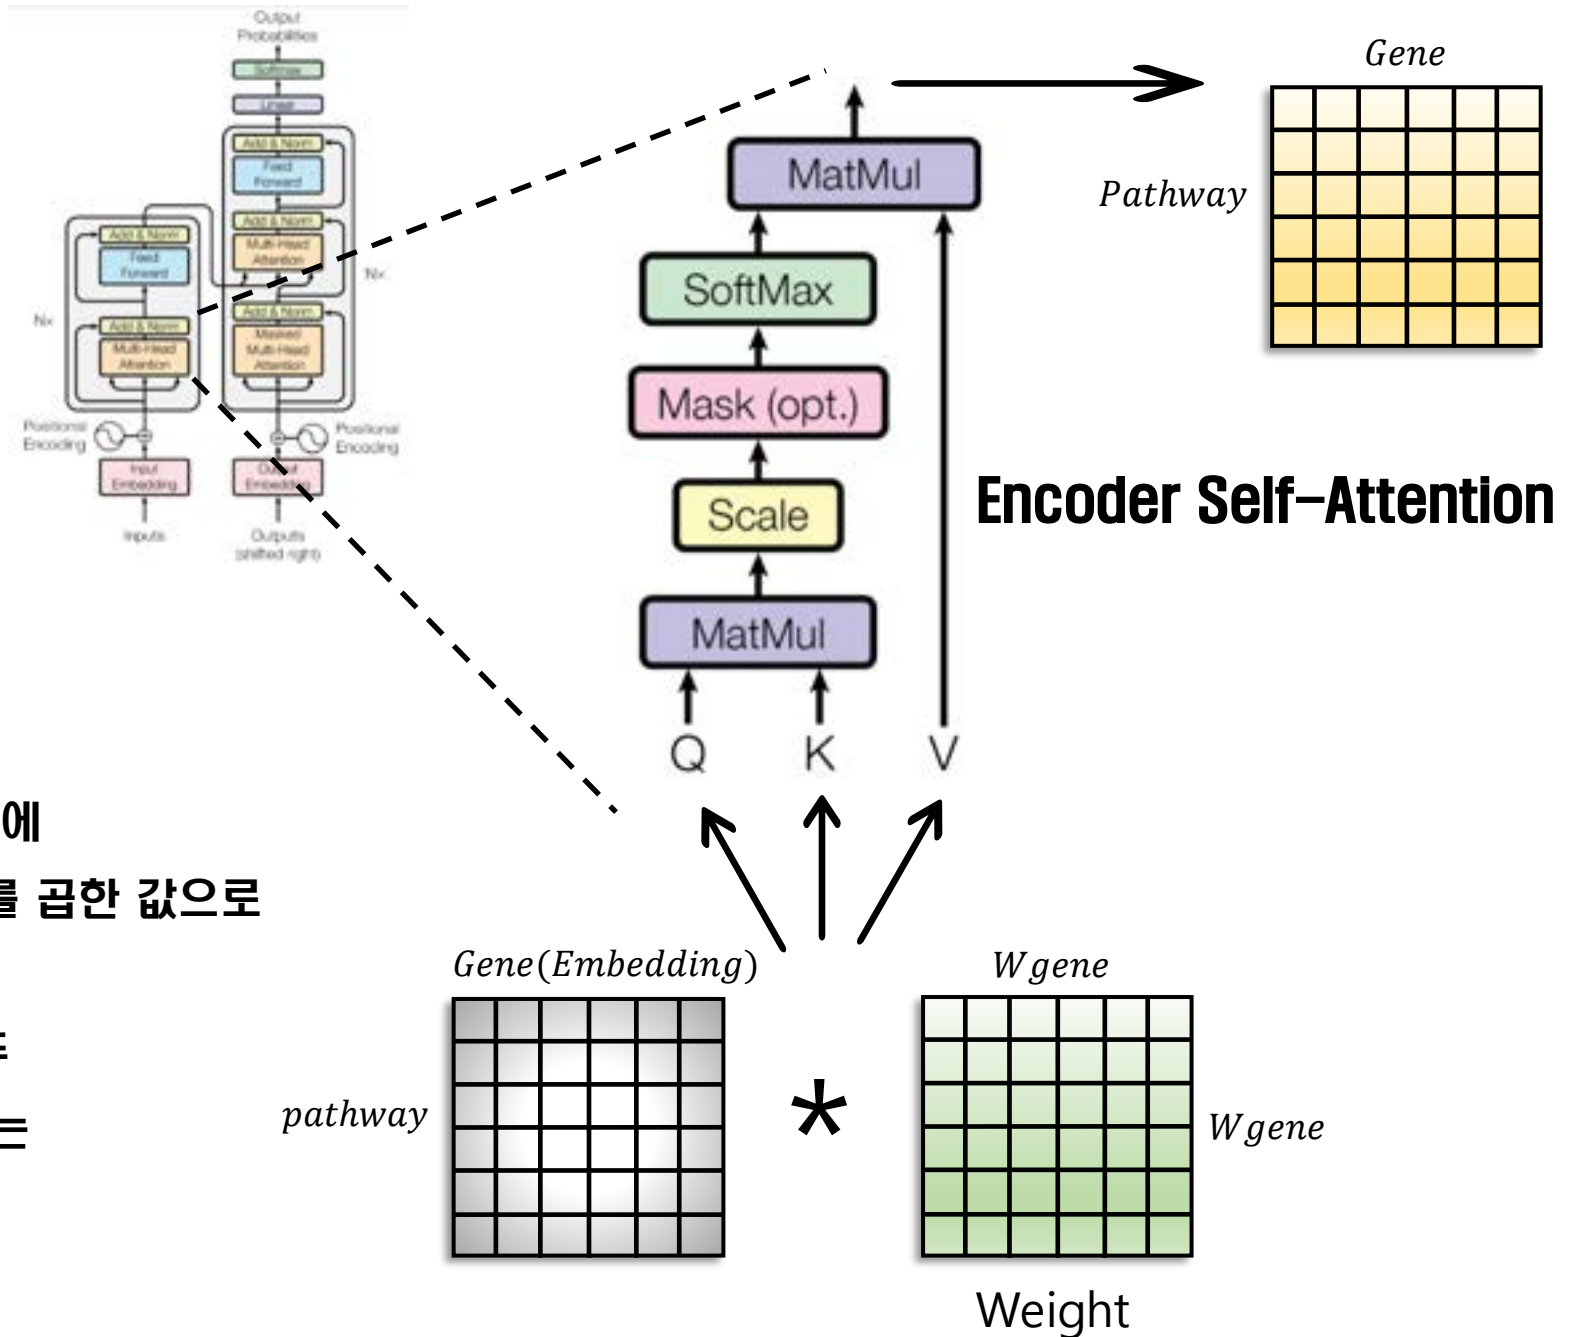 Output
Probabilities
Softmax
Linear
Add & Norm
Feed
Forward
Add & Norm
Multi-Head
Attention
Nx
Add & Norm
Masked
Multi-Head
Attention
Add & Norm
Feed
Forward
Nx
Add & Norm
Multi-Head
Attention
Positional
Encoding
Positional
Encoding
Input
Embedding
Output
Embedding
Inputs
Outputs
(shifted right)
MatMul
SoftMax
Mask (opt.)
Scale
MatMul
Q K V
Gene
Pathway
Encoder Self-Attention
에
를 곱한 값으로
Gene(Embedding)
pathway
*
Wgene
Wgene
Weight